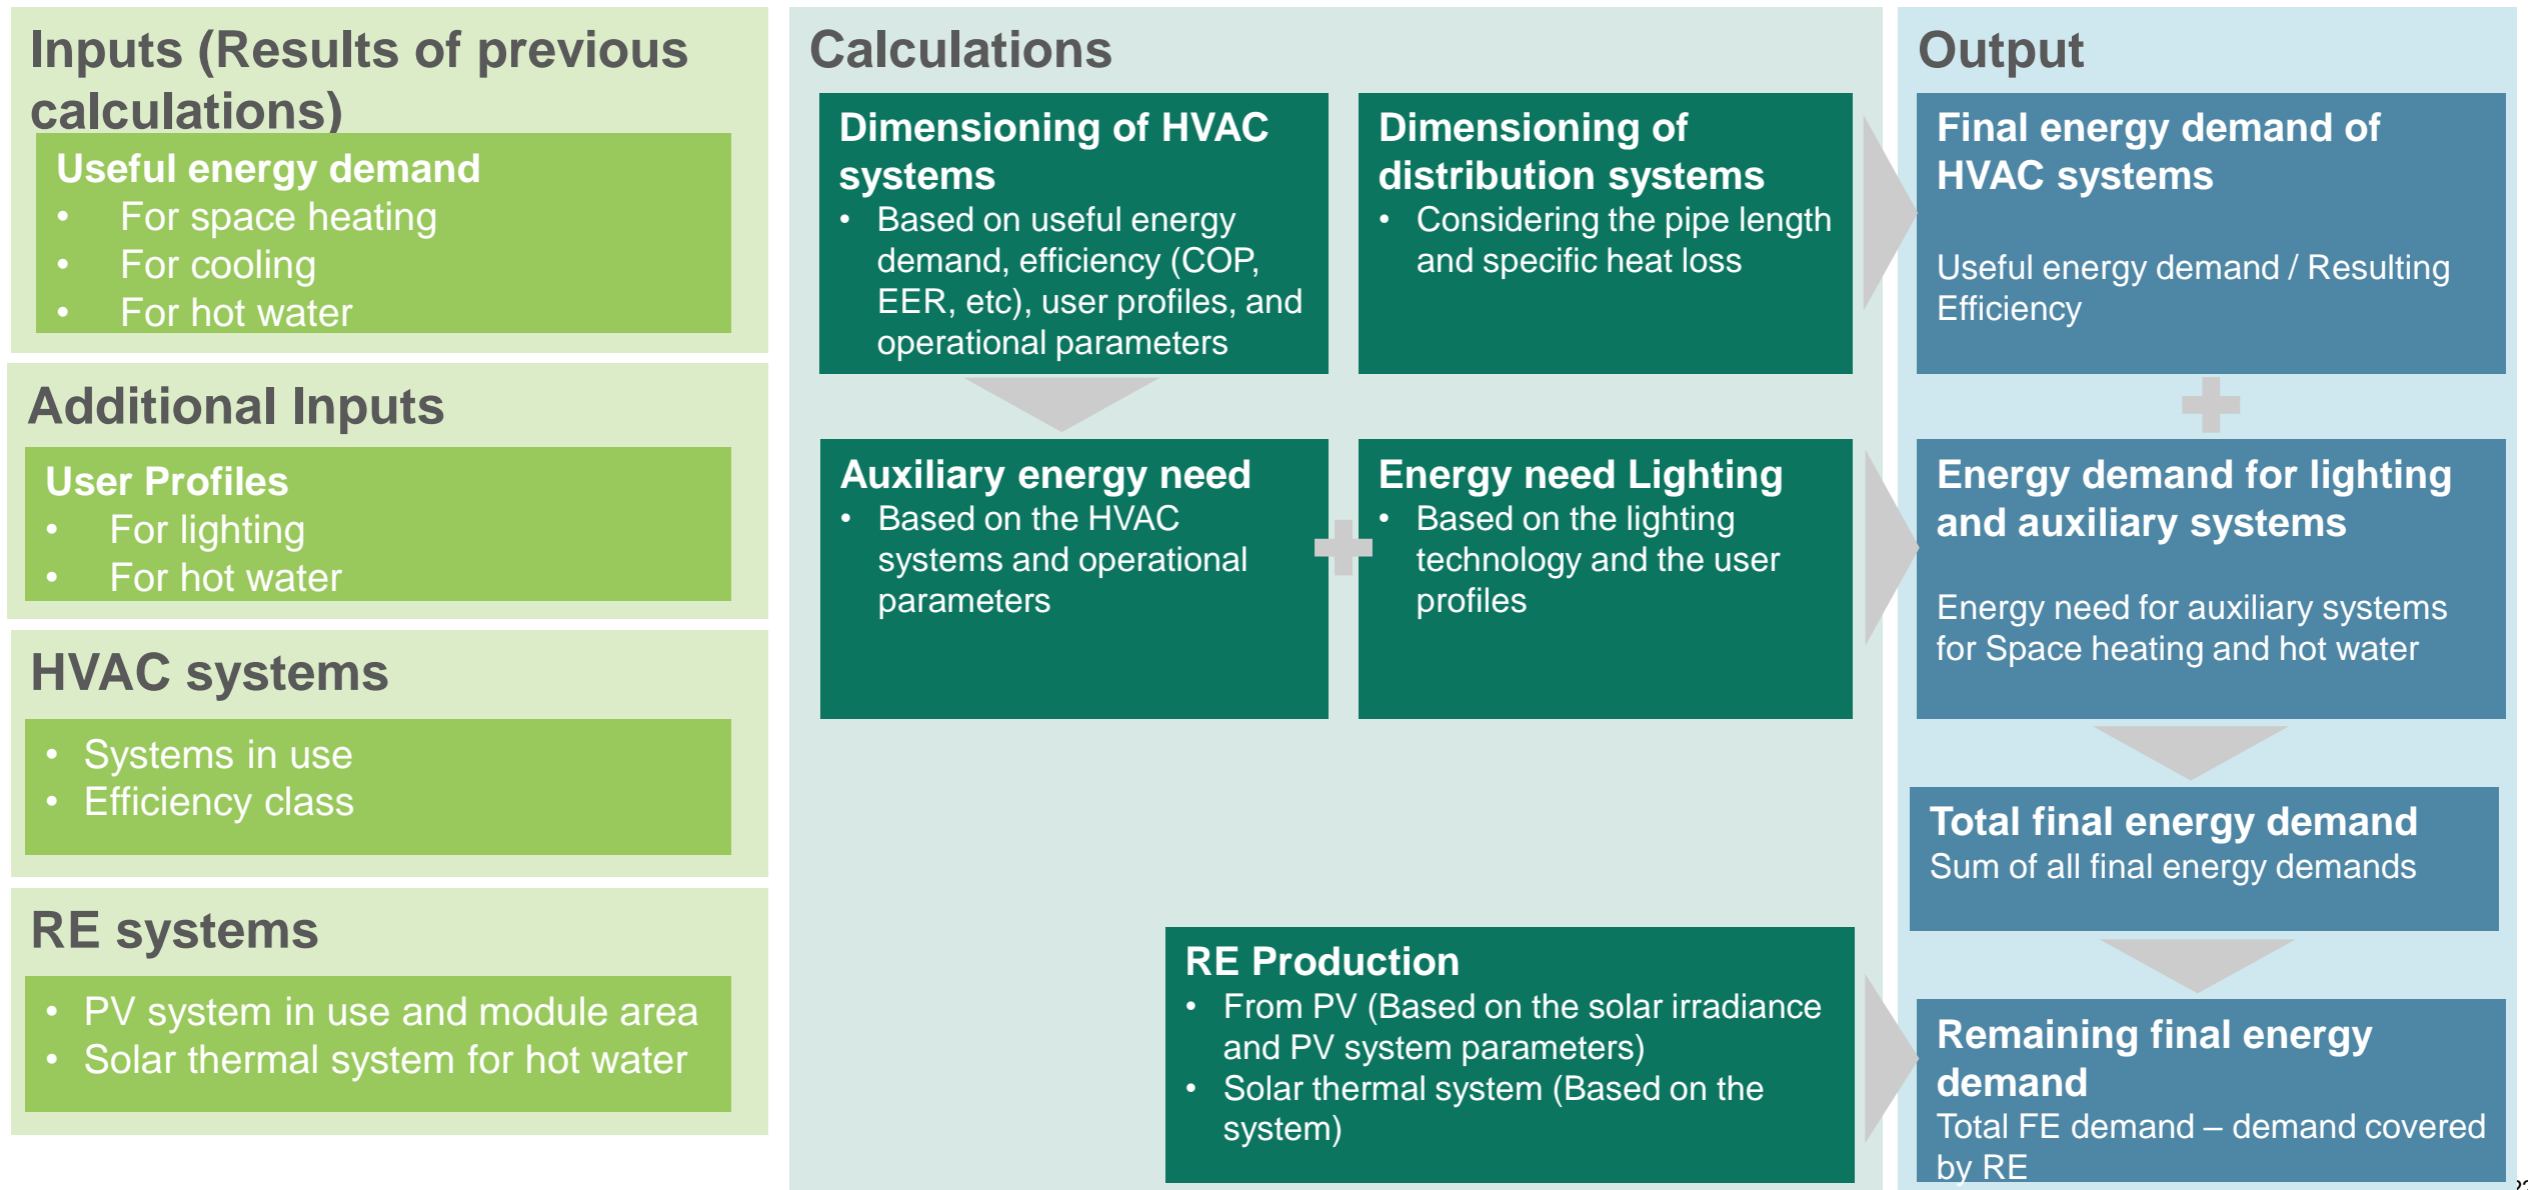 Inputs (Results of previous
calculations)
Useful energy demand
• For space heating
• For cooling
• For hot water
Additional Inputs
User Profiles
• For lighting
• For hot water
HVAC systems
• Systems in use
• Efficiency class
RE systems
• PV system in use and module area
• Solar thermal system for hot water
Calculations
Dimensioning of HVAC
systems
• Based on useful energy
demand, efficiency (COP,
EER, etc), user profiles, and
operational parameters
Dimensioning of
distribution systems
• Considering the pipe length
and specific heat loss
Auxiliary energy need
• Based on the HVAC
systems and operational
parameters
Energy need Lighting
• Based on the lighting
technology and the user
profiles
RE Production
• From PV (Based on the solar irradiance
and PV system parameters)
• Solar thermal system (Based on the
system)
Output
Final energy demand of
HVAC systems
Useful energy demand / Resulting
Efficiency
Energy demand for lighting
and auxiliary systems
Energy need for auxiliary systems
for Space heating and hot water
Total final energy demand
Sum of all final energy demands
Remaining final energy
demand
Total FE demand – demand covered
by RE